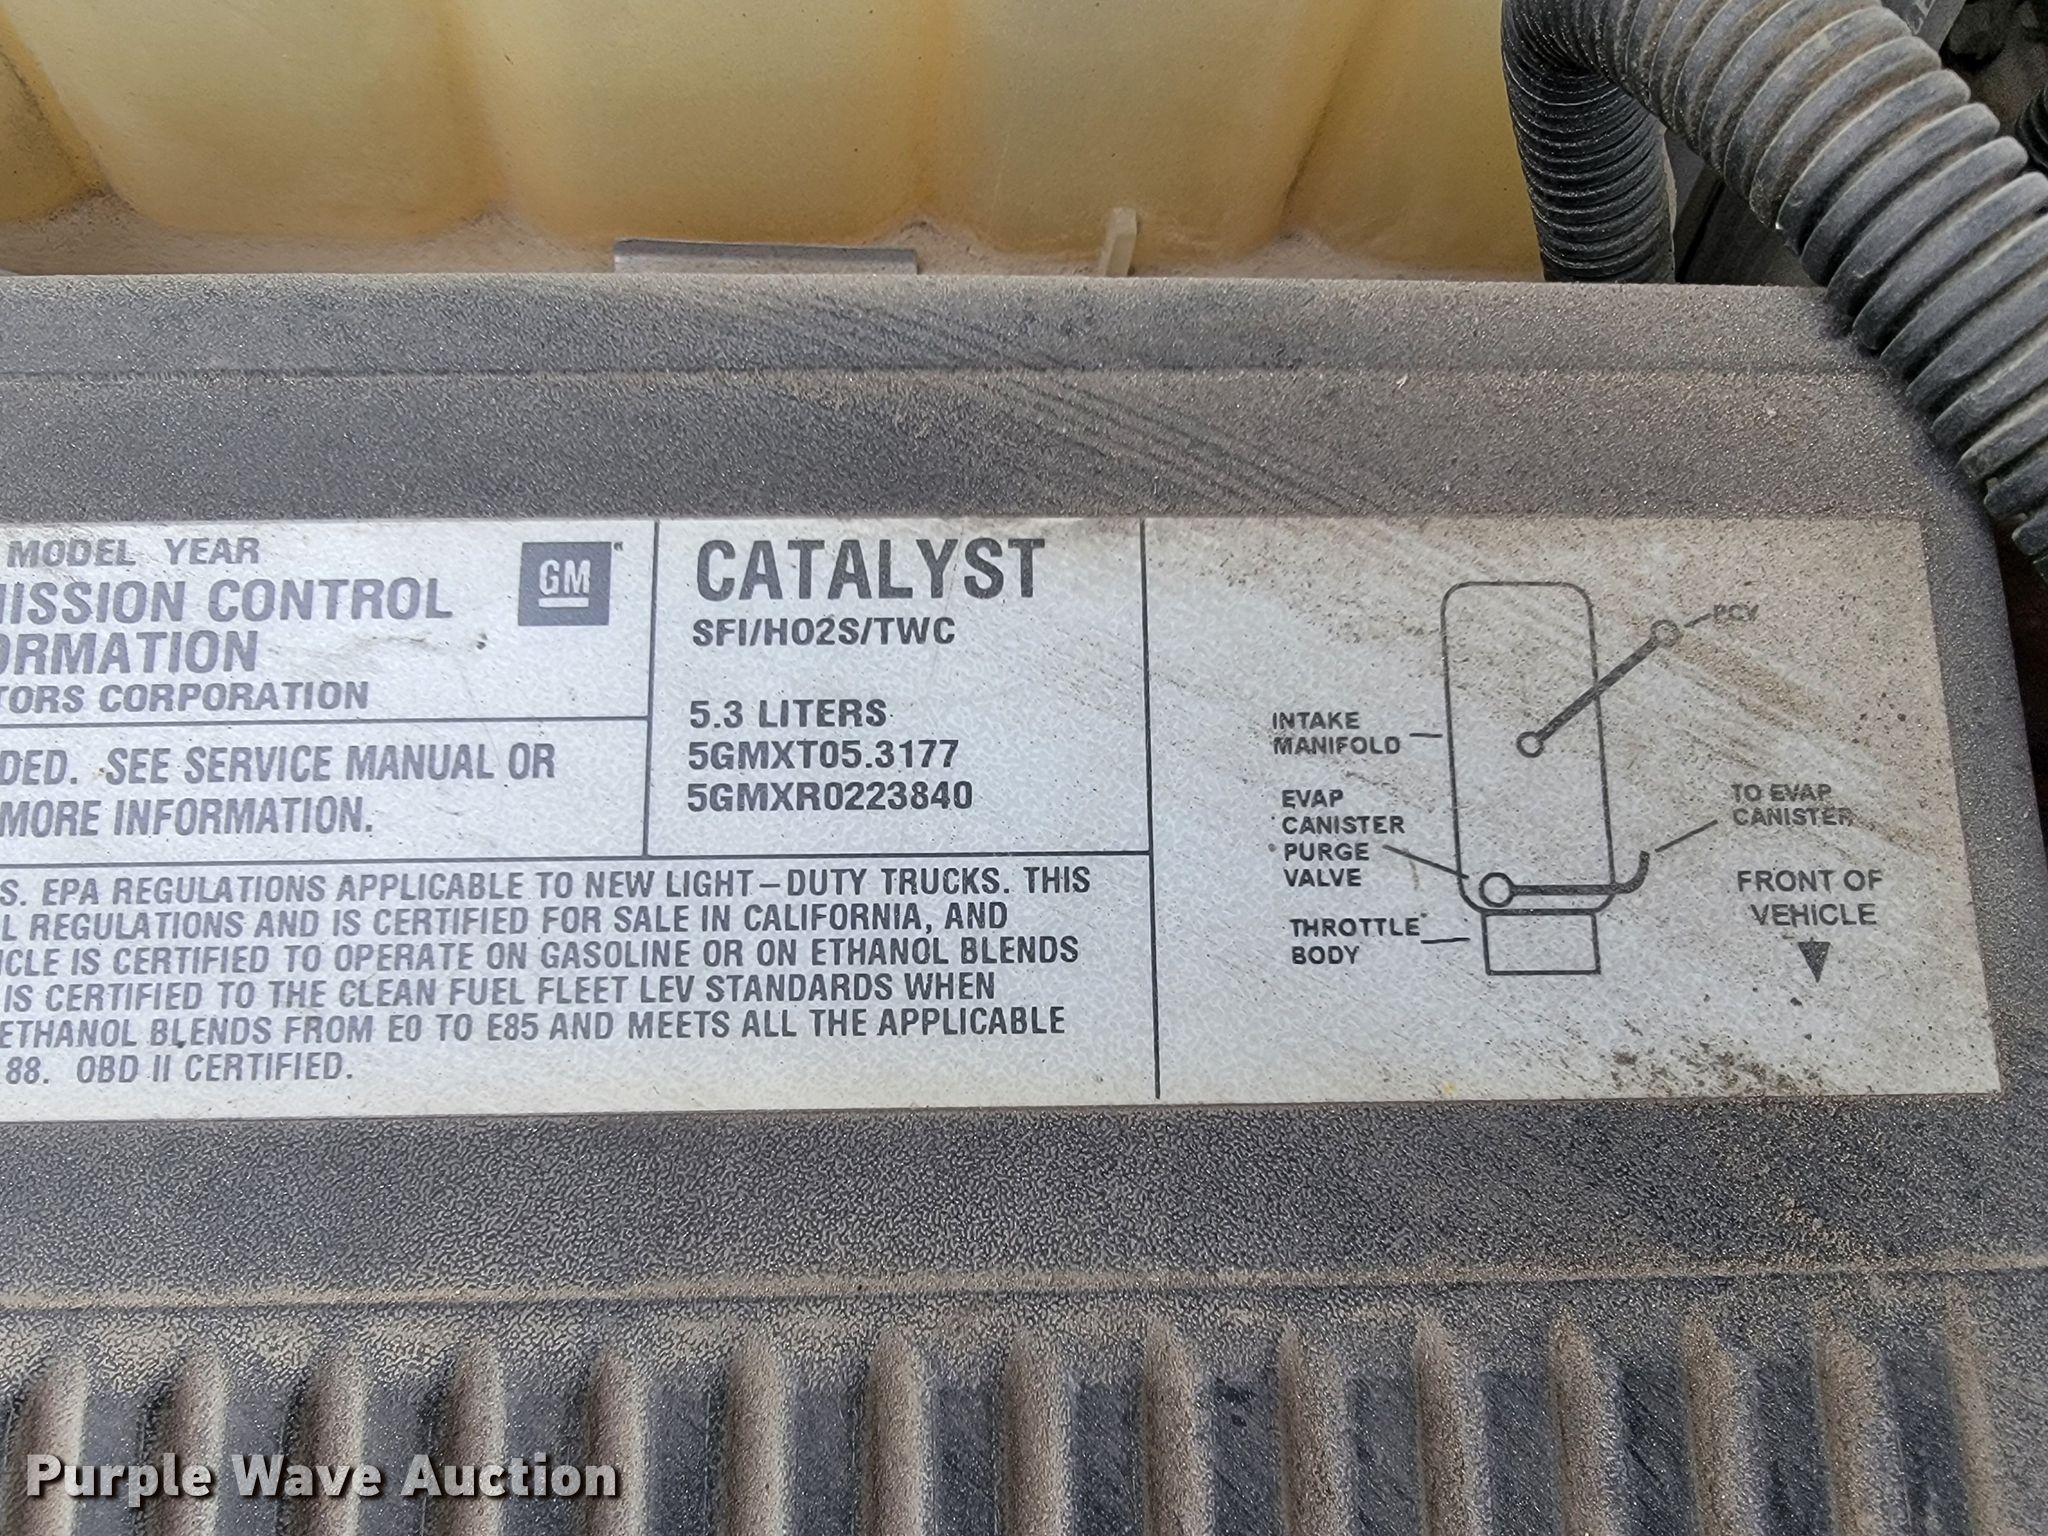 MODEL YEAR
MISSION CONTROL
ORMATION
TORS CORPORATION
GM
DED. SEE SERVICE MANUAL OR
MORE INFORMATION.
CATALYST
SFI/HO2S/TWC
5.3 LITERS
5GMXT05.3177
5GMXR0223840
S. EPA REGULATIONS APPLICABLE TO NEW LIGHT-DUTY TRUCKS. THIS
L REGULATIONS AND IS CERTIFIED FOR SALE IN CALIFORNIA, AND
ICLE IS CERTIFIED TO OPERATE ON GASOLINE OR ON ETHANOL BLENDS
IS CERTIFIED TO THE CLEAN FUEL FLEET LEV STANDARDS WHEN
ETHANOL BLENDS FROM E0 TO E85 AND MEETS ALL THE APPLICABLE
88. OBD II CERTIFIED.
PCV
INTAKE
MANIFOLD
EVAP
CANISTER
PURGE
VALVE
THROTTLE
BODY
TO EVAP
CANISTER
FRONT OF
VEHICLE
Purple Wave Auction